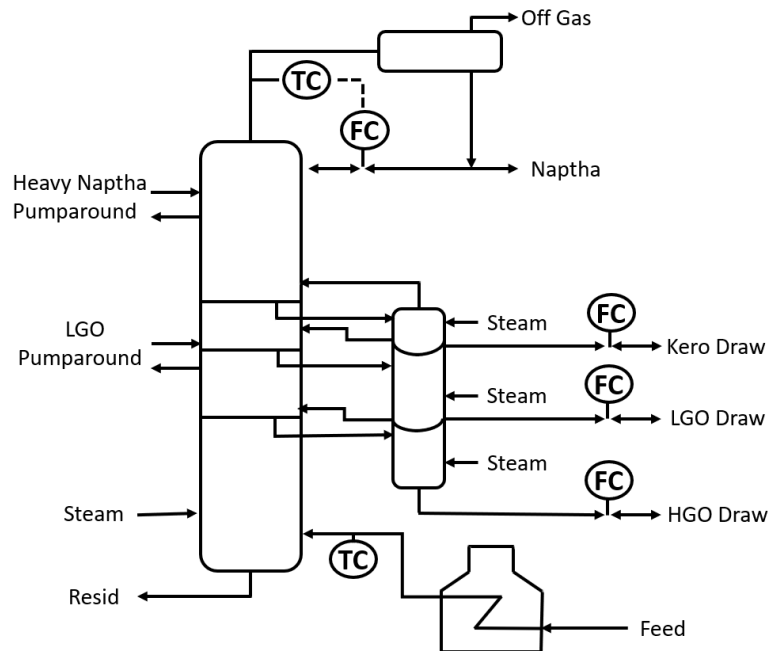 Off Gas
TC
FC
Naptha
Heavy Naptha
Pumparound
LGO
Pumparound
Steam
FC
Kero Draw
Steam
FC
LGO Draw
Steam
FC
HGO Draw
Steam
TC
Resid
Feed